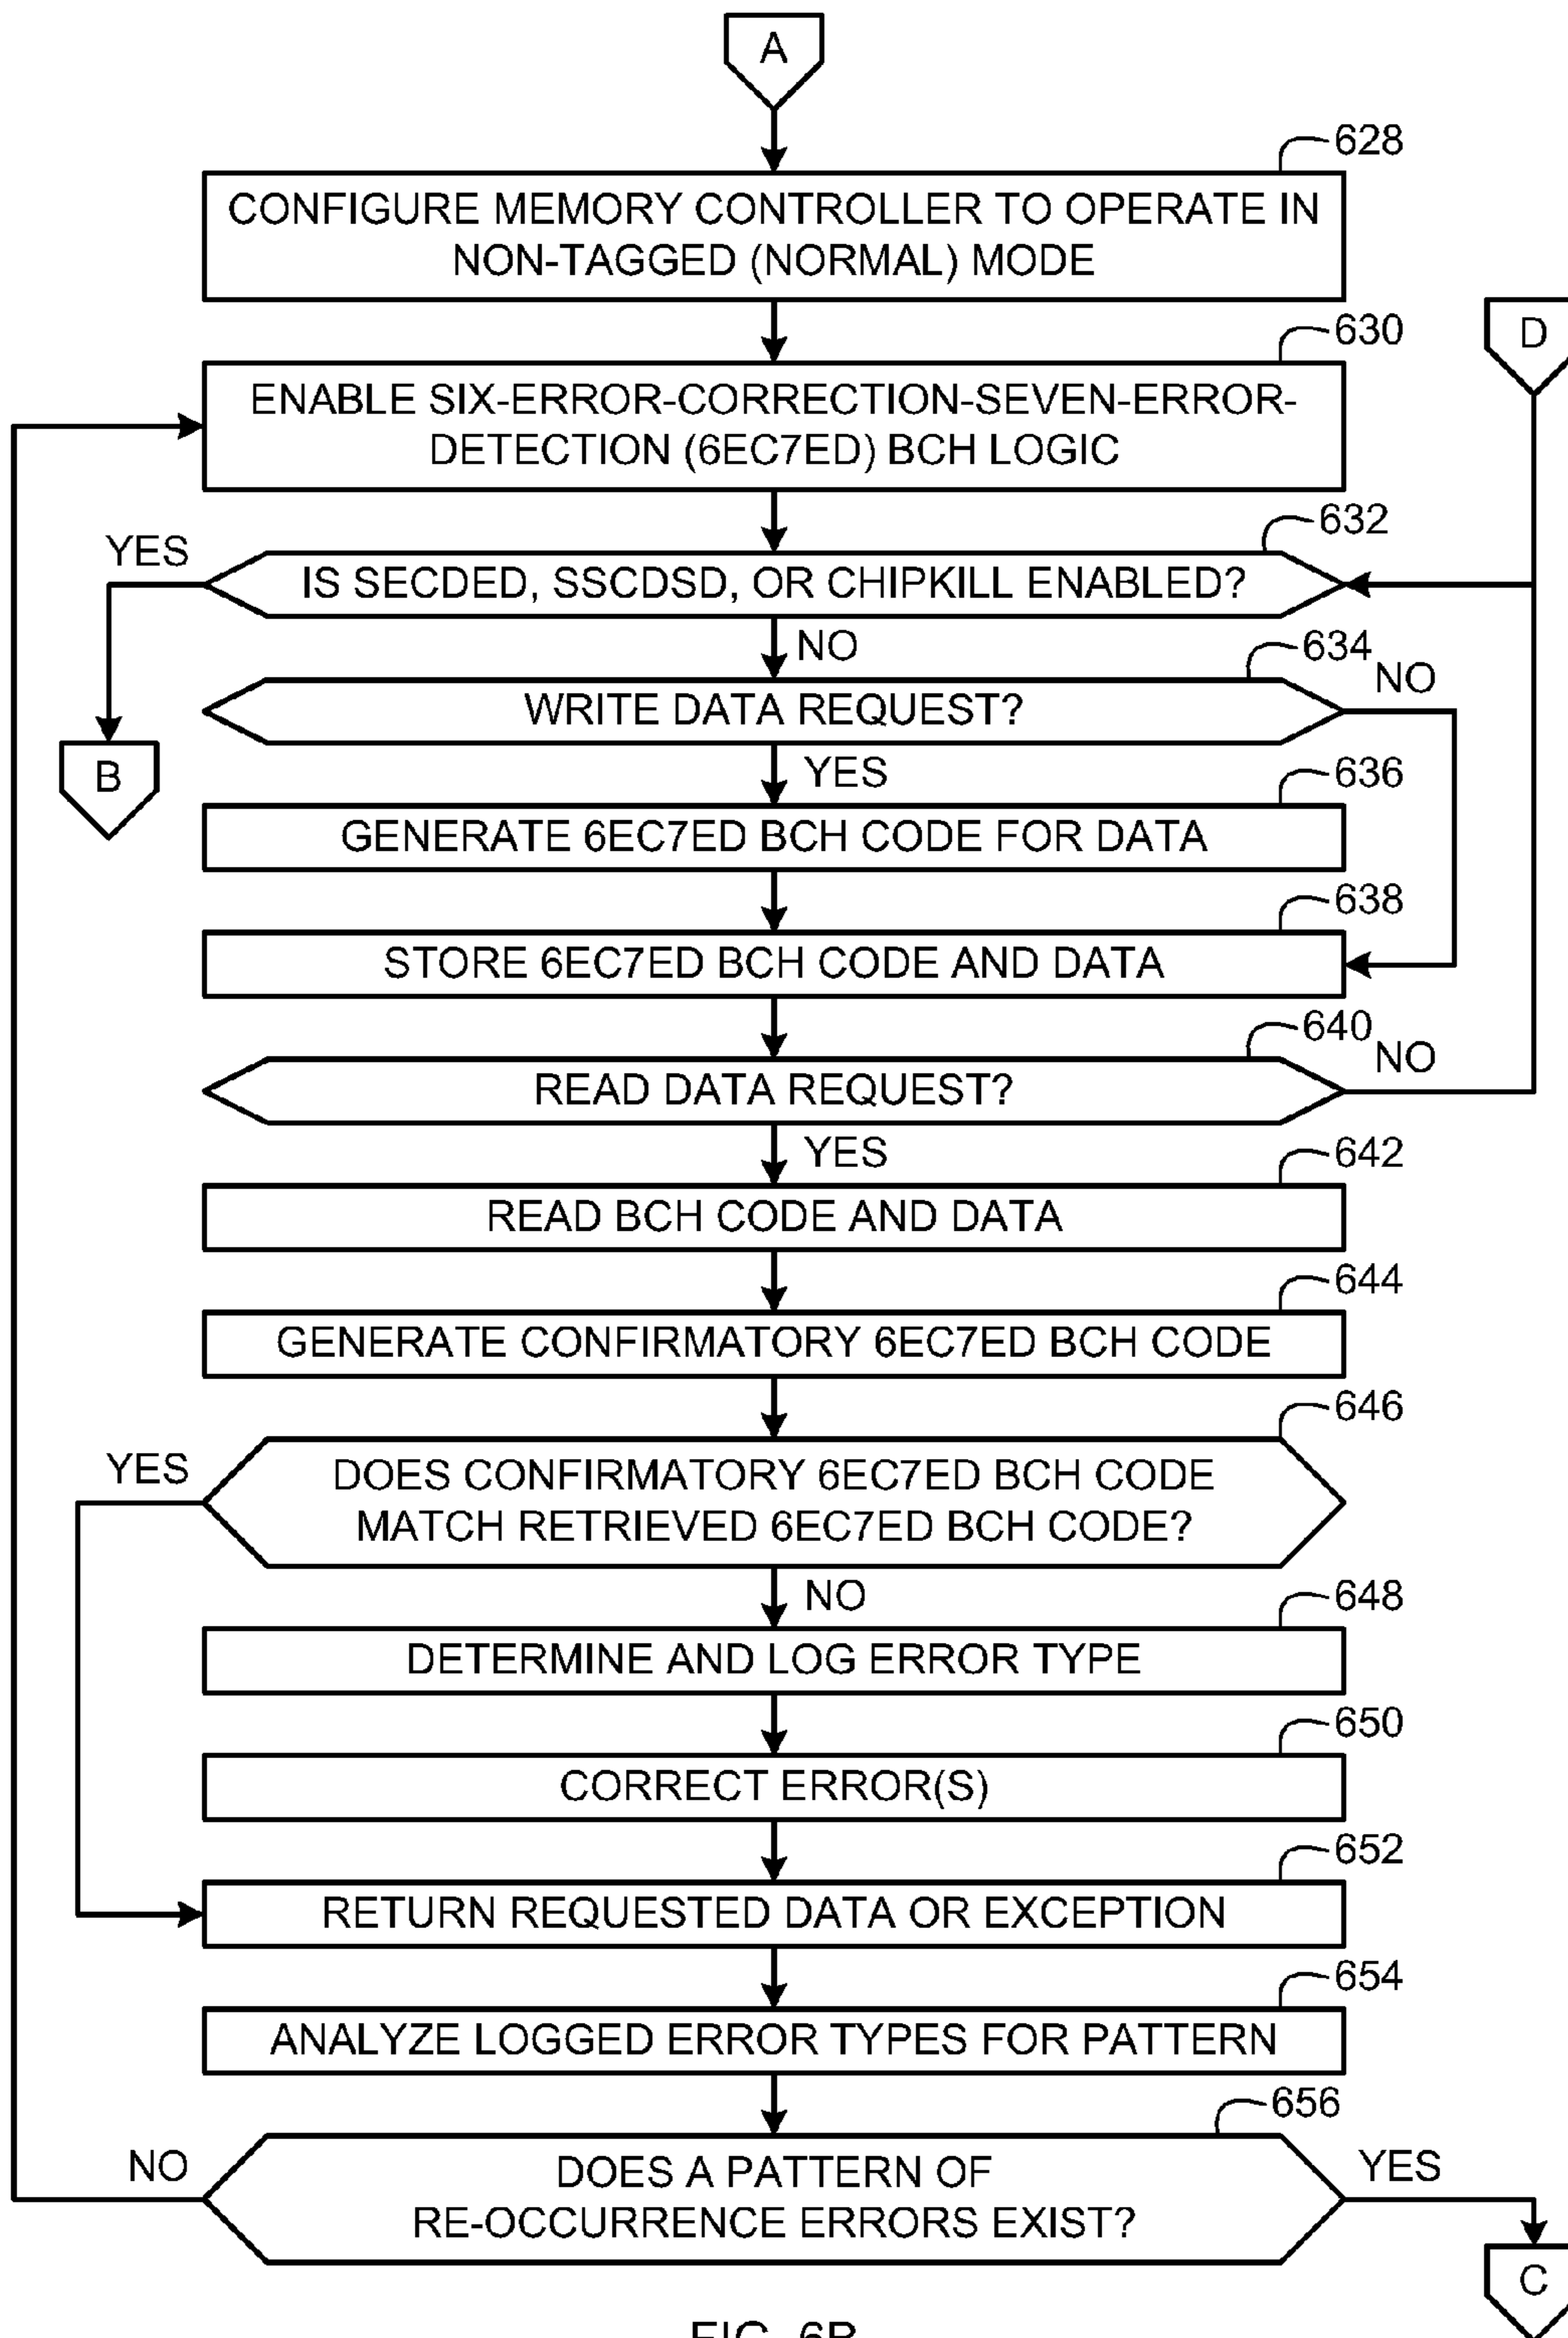 A
628
CONFIGURE MEMORY CONTROLLER TO OPERATE IN
NON-TAGGED (NORMAL) MODE
630
D
ENABLE SIX-ERROR-CORRECTION-SEVEN-ERROR-
DETECTION (6EC7ED) BCH LOGIC
632
YES
IS SECDED, SSCDSD, OR CHIPKILL ENABLED?
NO
634
NO
WRITE DATA REQUEST?
B
YES
636
GENERATE 6EC7ED BCH CODE FOR DATA
638
STORE 6EC7ED BCH CODE AND DATA
640
NO
READ DATA REQUEST?
YES
642
READ BCH CODE AND DATA
644
GENERATE CONFIRMATORY 6EC7ED BCH CODE
646
YES
DOES CONFIRMATORY 6EC7ED BCH CODE
MATCH RETRIEVED 6EC7ED BCH CODE?
NO
648
DETERMINE AND LOG ERROR TYPE
650
CORRECT ERROR(S)
652
RETURN REQUESTED DATA OR EXCEPTION
654
ANALYZE LOGGED ERROR TYPES FOR PATTERN
656
NO
DOES A PATTERN OF
RE-OCCURRENCE ERRORS EXIST?
YES
C
FIG. 6B